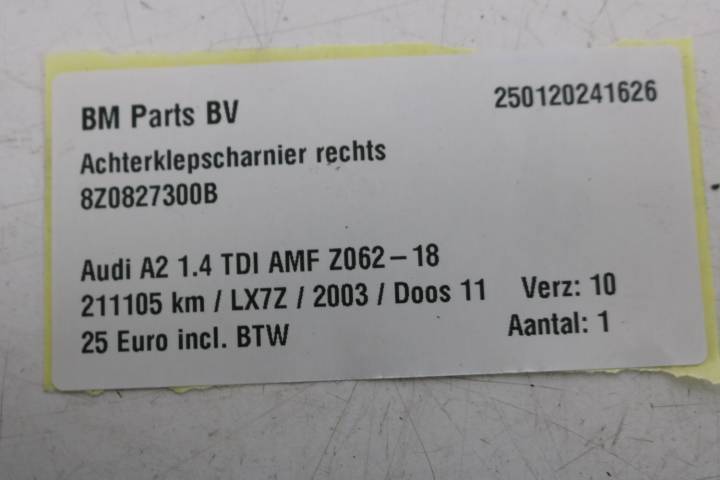 BM Parts BV 250120241626
Achterklepscharnier rechts
8Z0827300B
Audi A2 1.4 TDI AMF Z062-18
211105 km / LX7Z / 2003 / Doos 11 Verz: 10
25 Euro incl. BTW Aantal: 1